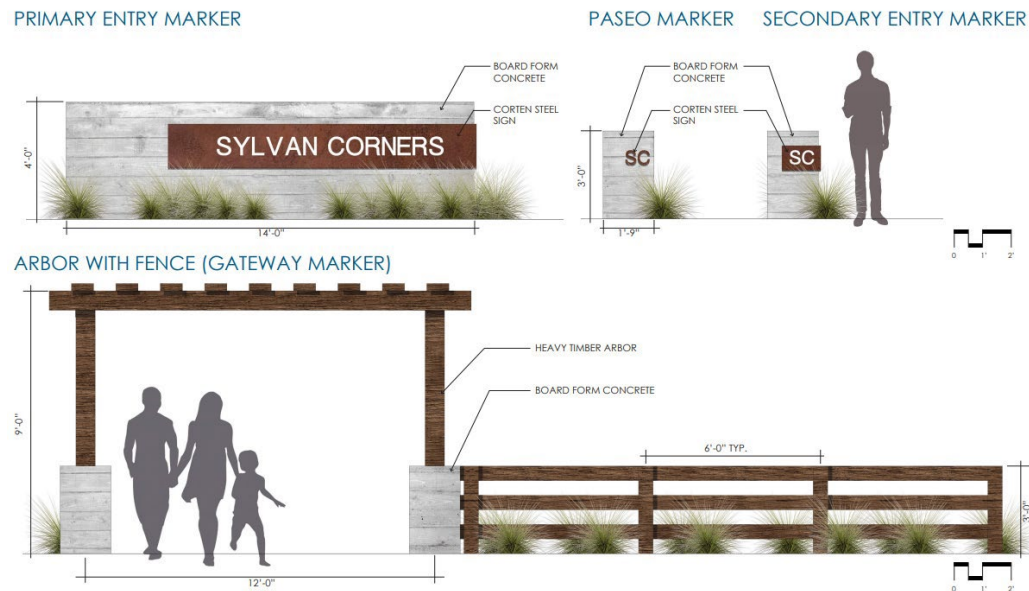 PRIMARY ENTRY MARKER
PASEO MARKER
SECONDARY ENTRY MARKER
BOARD FORM
CONCRETE
CORTEN STEEL
SIGN
SYLVAN CORNERS
4'-0"
14'-0"
BOARD FORM
CONCRETE
CORTEN STEEL
SIGN
SC
SC
3'-0"
1'-9"
0 1' 2'
ARBOR WITH FENCE (GATEWAY MARKER)
HEAVY TIMBER ARBOR
BOARD FORM CONCRETE
9'-0"
12'-0"
6'-0" TYP.
3'-0"
0 1' 2'